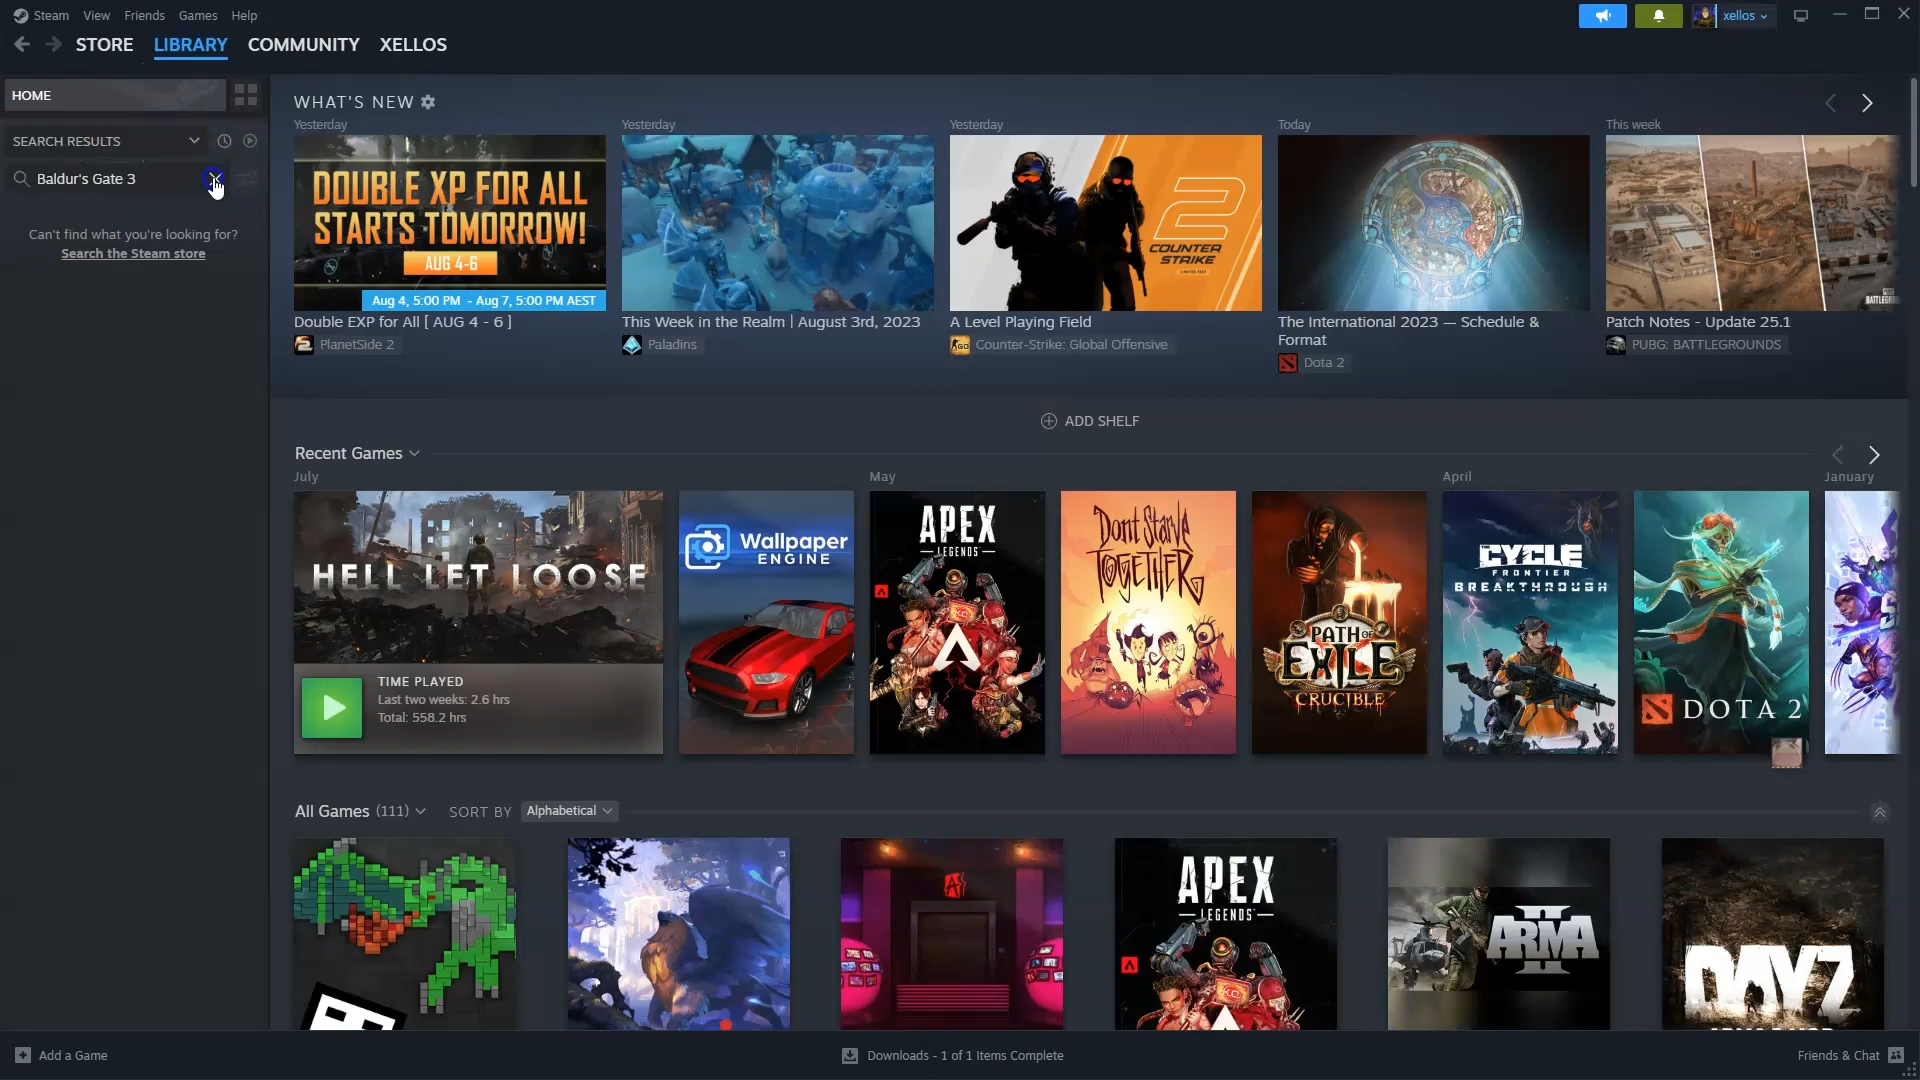 Steam View Friends Games Help
xellos
STORE LIBRARY COMMUNITY XELLOS
HOME
SEARCH RESULTS
Baldur's Gate 3
Can't find what you're looking for?
Search the Steam store
WHAT'S NEW
Yesterday
DOUBLE XP FOR ALL
STARTS TOMORROW!
AUG 4-6
Aug 4, 5:00 PM - Aug 7, 5:00 PM AEST
Double EXP for All [ AUG 4 - 6 ]
PlanetSide 2
Yesterday
This Week in the Realm | August 3rd, 2023
Paladins
Yesterday
2
COUNTER
STRIKE
A Level Playing Field
Counter-Strike: Global Offensive
Today
The International 2023 — Schedule &
Format
Dota 2
This week
Patch Notes - Update 25.1
PUBG: BATTLEGROUNDS
ADD SHELF
Recent Games
July
HELL LET LOOSE
TIME PLAYED
Last two weeks: 2.6 hrs
Total: 558.2 hrs
Wallpaper
ENGINE
May
APEX
LEGENDS
Don't Starve
TOGETHER
PATH OF
EXILE
CRUCIBLE
April
CYCLE
FRONTIER
BREAKTHROUGH
DOTA 2
January
All Games (111) SORT BY Alphabetical
APEX
LEGENDS
ARMA
II
DAYZ
Add a Game
Downloads - 1 of 1 Items Complete
Friends & Chat